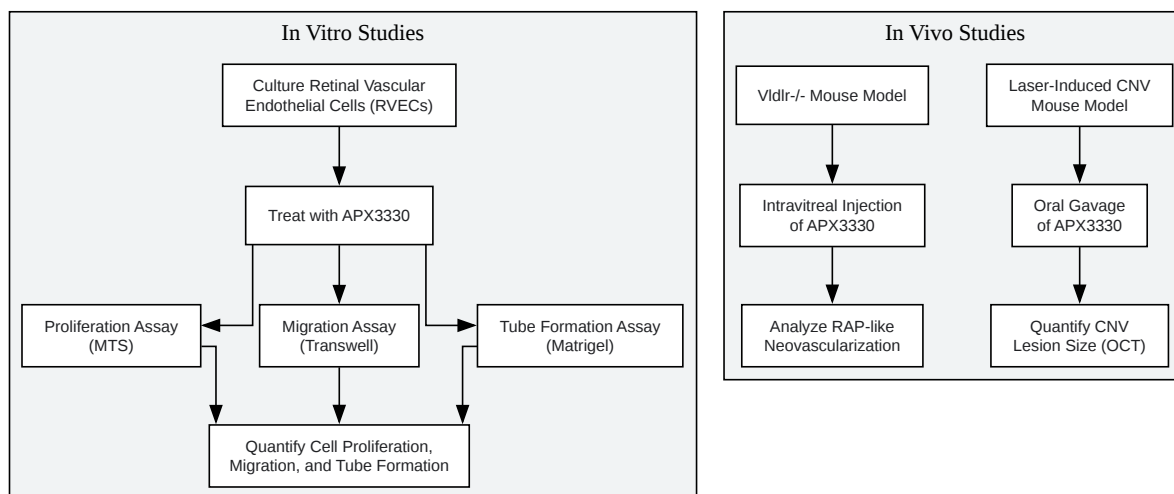 In Vitro Studies
Culture Retinal Vascular
Endothelial Cells (RVECs)
Treat with APX3330
Proliferation Assay
(MTS)
Migration Assay
(Transwell)
Tube Formation Assay
(Matrigel)
Quantify Cell Proliferation,
Migration, and Tube Formation
In Vivo Studies
Vldlr-/- Mouse Model
Intravitreal Injection
of APX3330
Analyze RAP-like
Neovascularization
Laser-Induced CNV
Mouse Model
Oral Gavage
of APX3330
Quantify CNV
Lesion Size (OCT)